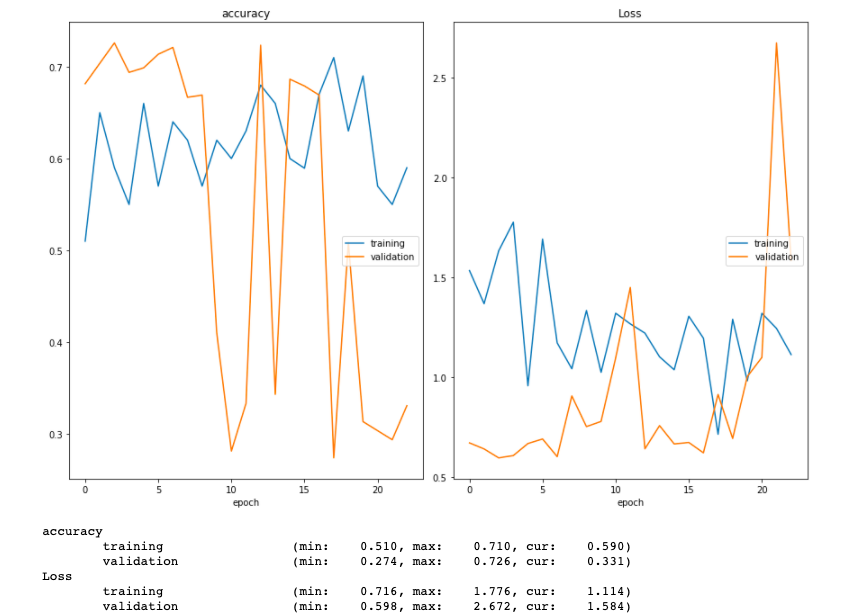 accuracy
Loss
0.7
0.6
0.5
0.4
0.3
training
validation
0
5
10
15
20
epoch
2.5
2.0
1.5
1.0
0.5
training
validation
0
5
10
15
20
epoch
accuracy
training (min: 0.510, max: 0.710, cur: 0.590)
validation (min: 0.274, max: 0.726, cur: 0.331)
Loss
training (min: 0.716, max: 1.776, cur: 1.114)
validation (min: 0.598, max: 2.672, cur: 1.584)